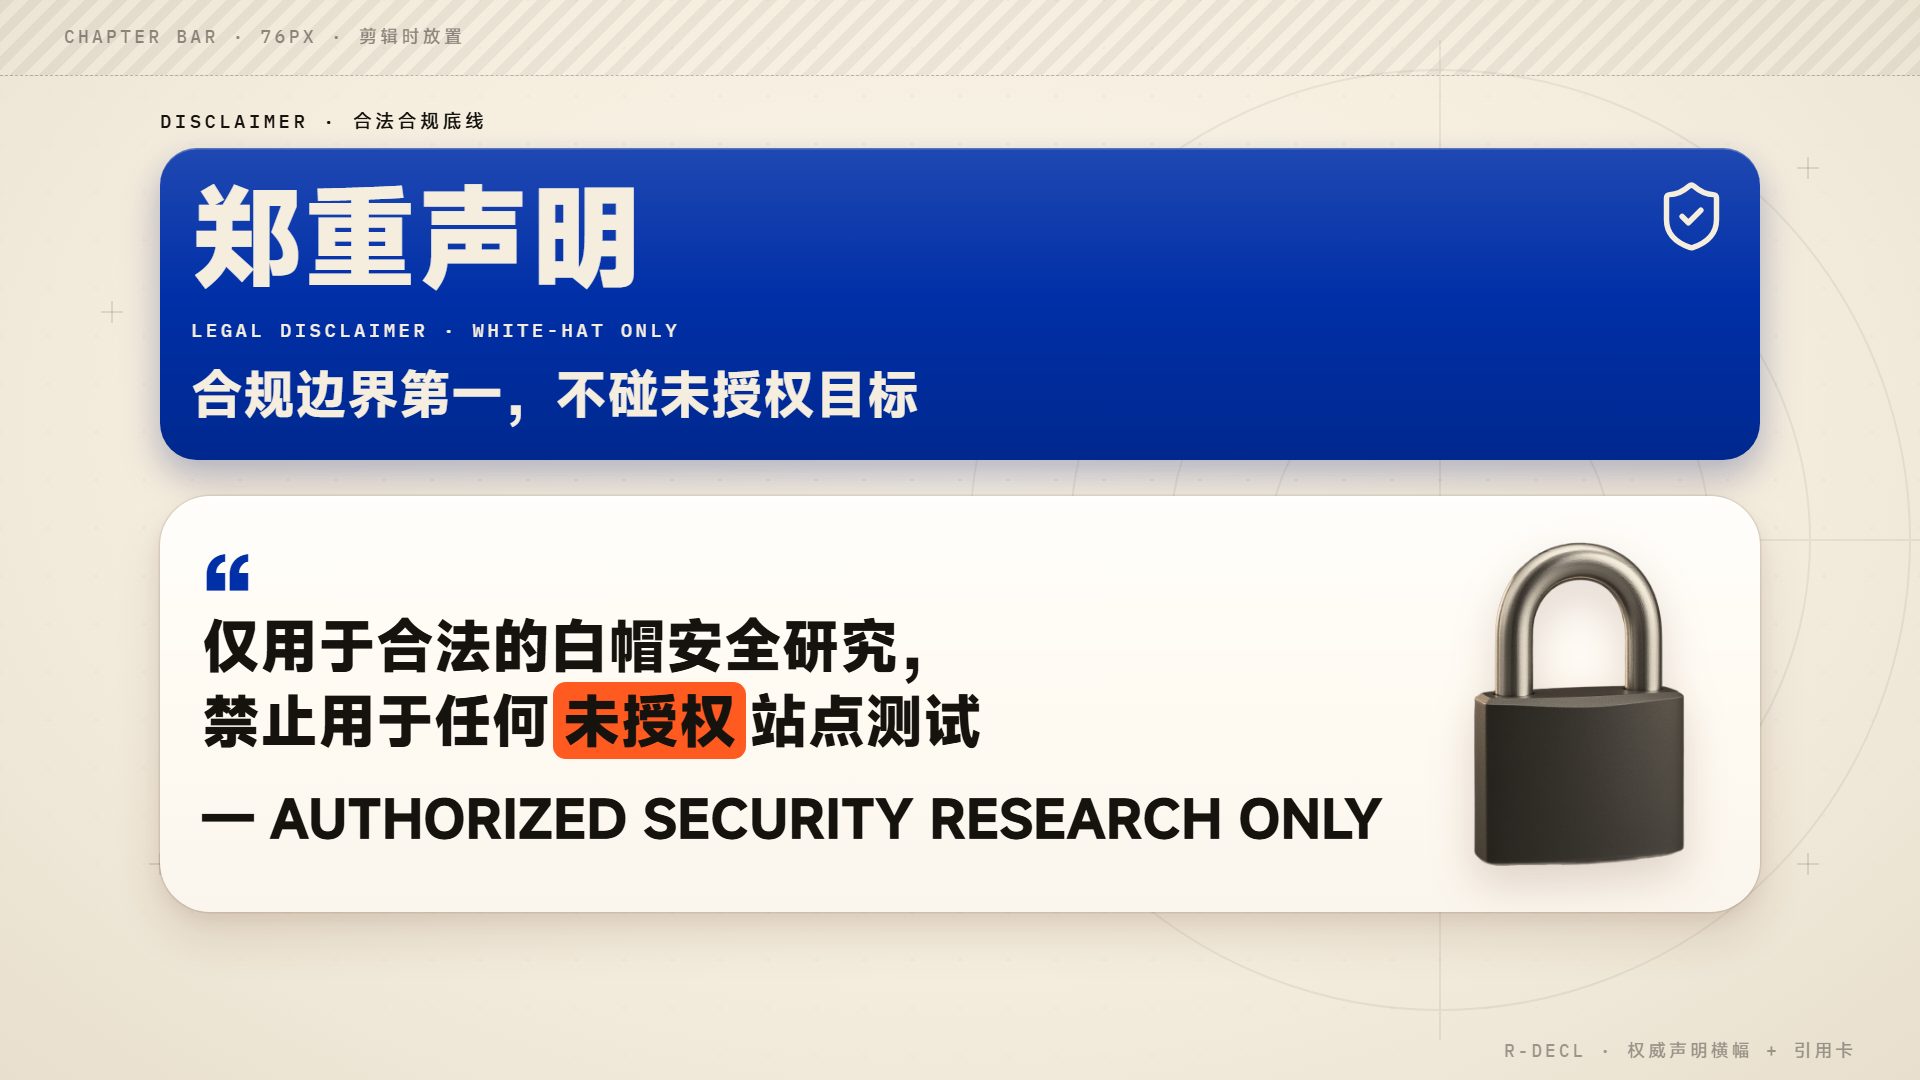 CHAPTER BAR · 76PX · 剪辑时放置
DISCLAIMER · 合法合规底线
郑重声明
LEGAL DISCLAIMER · WHITE-HAT ONLY
合规边界第一，不碰未授权目标
“
仅用于合法的白帽安全研究，
禁止用于任何未授权站点测试
— AUTHORIZED SECURITY RESEARCH ONLY
R-DECL · 权威声明横幅 + 引用卡